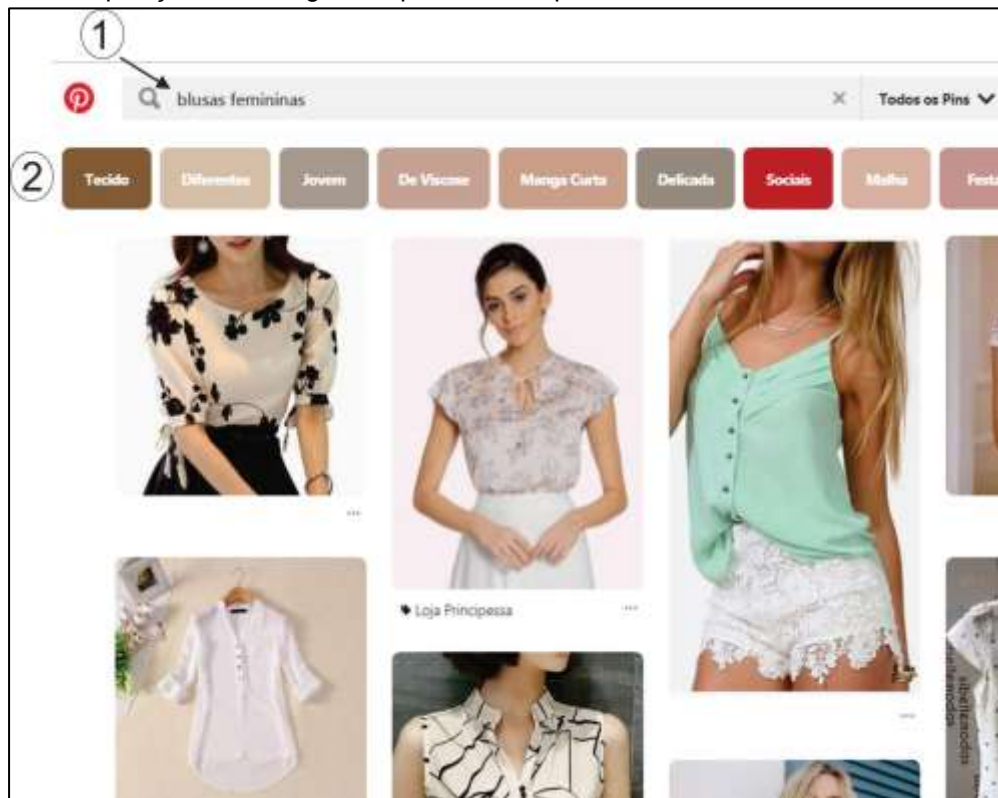 1
blusas femininas
Todos os Pins
2
Tecido Diferentes Jovem De Viscose Manga Curta Delicada Sociais Malha Festa
Loja Principessa